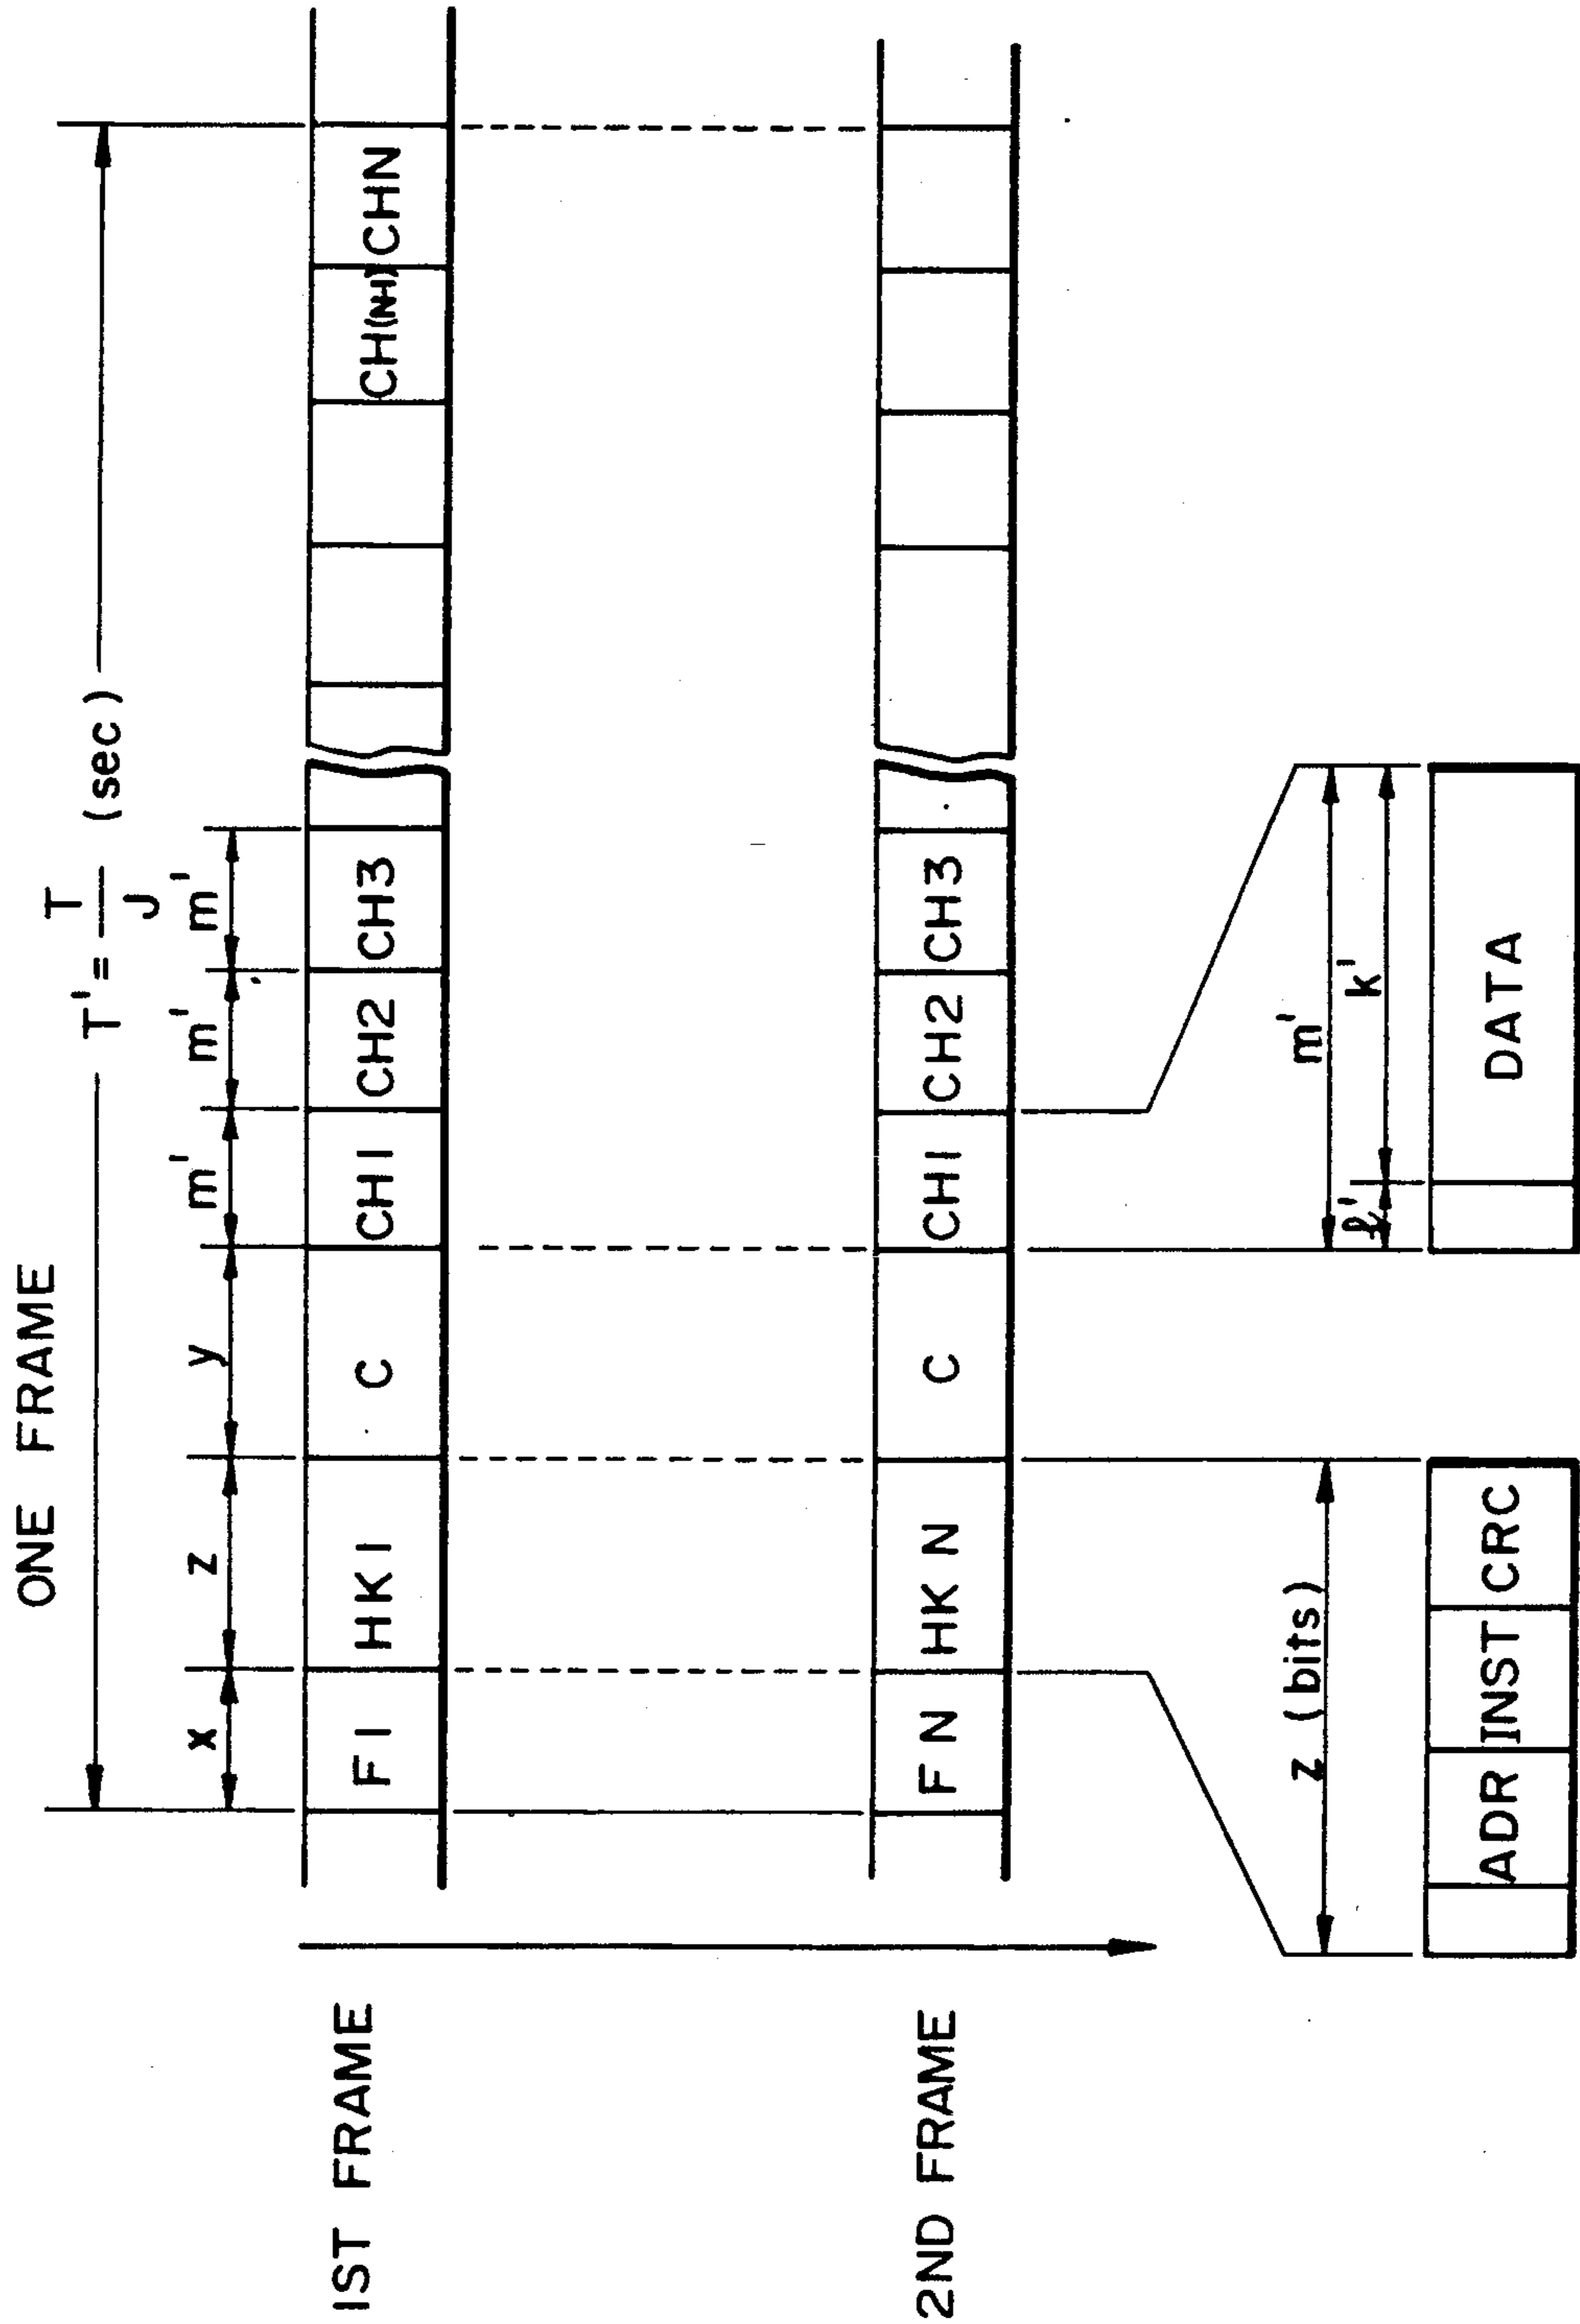 ONE FRAME
T' = T/J (sec)
x z y m' m' m'
1ST FRAME
F1 HK1 C CH1 CH2 CH3 CH(N-1) CHN
2ND FRAME
FN HKN C CH1 CH2 CH3
z (bits)
m'
ℓ' k'
ADR INST CRC
DATA